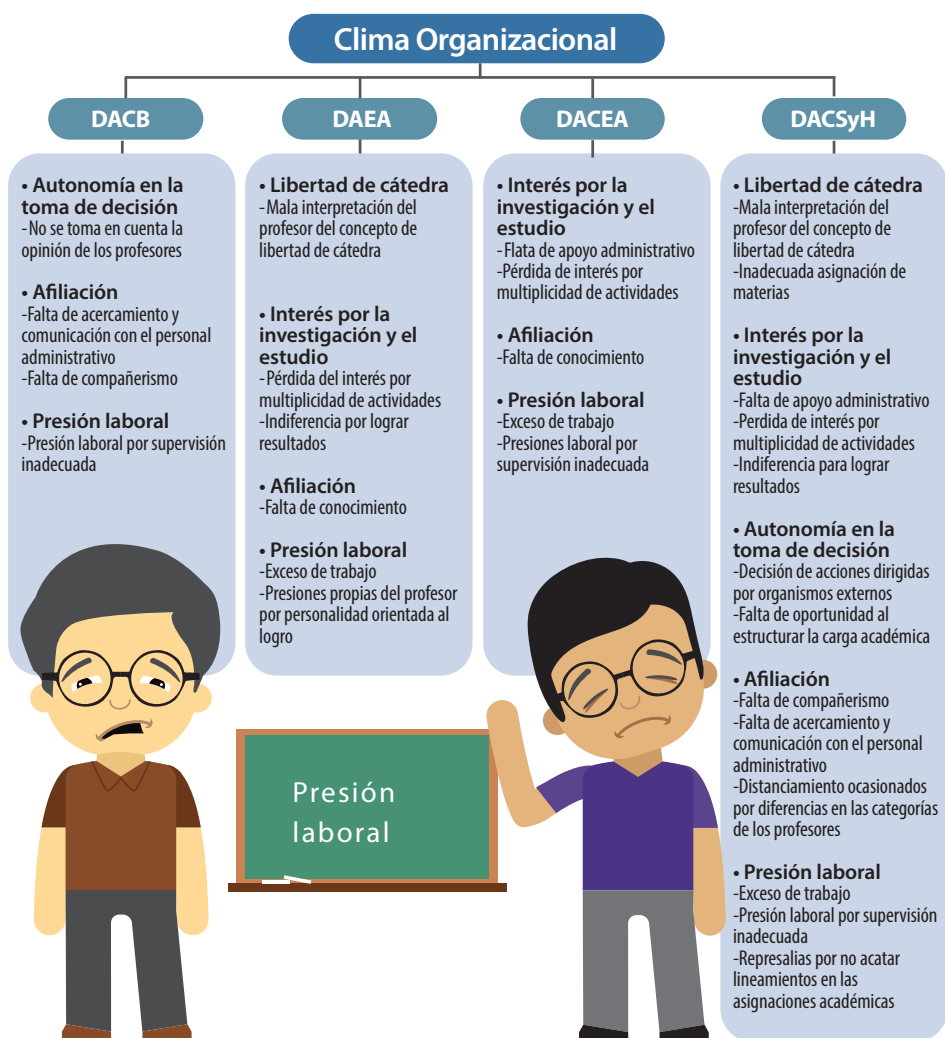 Clima Organizacional
DACB
• Autonomía en la
toma de decisión
-No se toma en cuenta la
opinión de los profesores
• Afiliación
-Falta de acercamiento y
comunicación con el personal
administrativo
-Falta de compañerismo
• Presión laboral
-Presión laboral por supervisión
inadecuada
DAEA
• Libertad de cátedra
-Mala interpretación del
profesor del concepto de
libertad de cátedra
• Interés por la
investigación y el
estudio
-Pérdida del interés por
multiplicidad de actividades
-Indiferencia por lograr
resultados
• Afiliación
-Falta de conocimiento
• Presión laboral
-Exceso de trabajo
-Presiones propias del profesor
por personalidad orientada al
logro
DACEA
• Interés por la
investigación y el
estudio
-Flata de apoyo administrativo
-Pérdida de interés por
multiplicidad de actividades
• Afiliación
-Falta de conocimiento
• Presión laboral
-Exceso de trabajo
-Presiones laboral por
supervisión inadecuada
DACSyH
• Libertad de cátedra
-Mala interpretación del
profesor del concepto de
libertad de cátedra
-Inadecuada asignación de
materias
• Interés por la
investigación y el
estudio
-Falta de apoyo administrativo
-Perdida de interés por
multiplicidad de actividades
-Indiferencia para lograr
resultados
• Autonomía en la
toma de decisión
-Decisión de acciones dirigidas
por organismos externos
-Falta de oportunidad al
estructurar la carga académica
• Afiliación
-Falta de compañerismo
-Falta de acercamiento y
comunicación con el personal
administrativo
-Distanciamiento ocasionados
por diferencias en las categorías
de los profesores
• Presión laboral
-Exceso de trabajo
-Presión laboral por supervisión
inadecuada
-Represalias por no acatar
lineamientos en las
asignaciones académicas
Presión
laboral